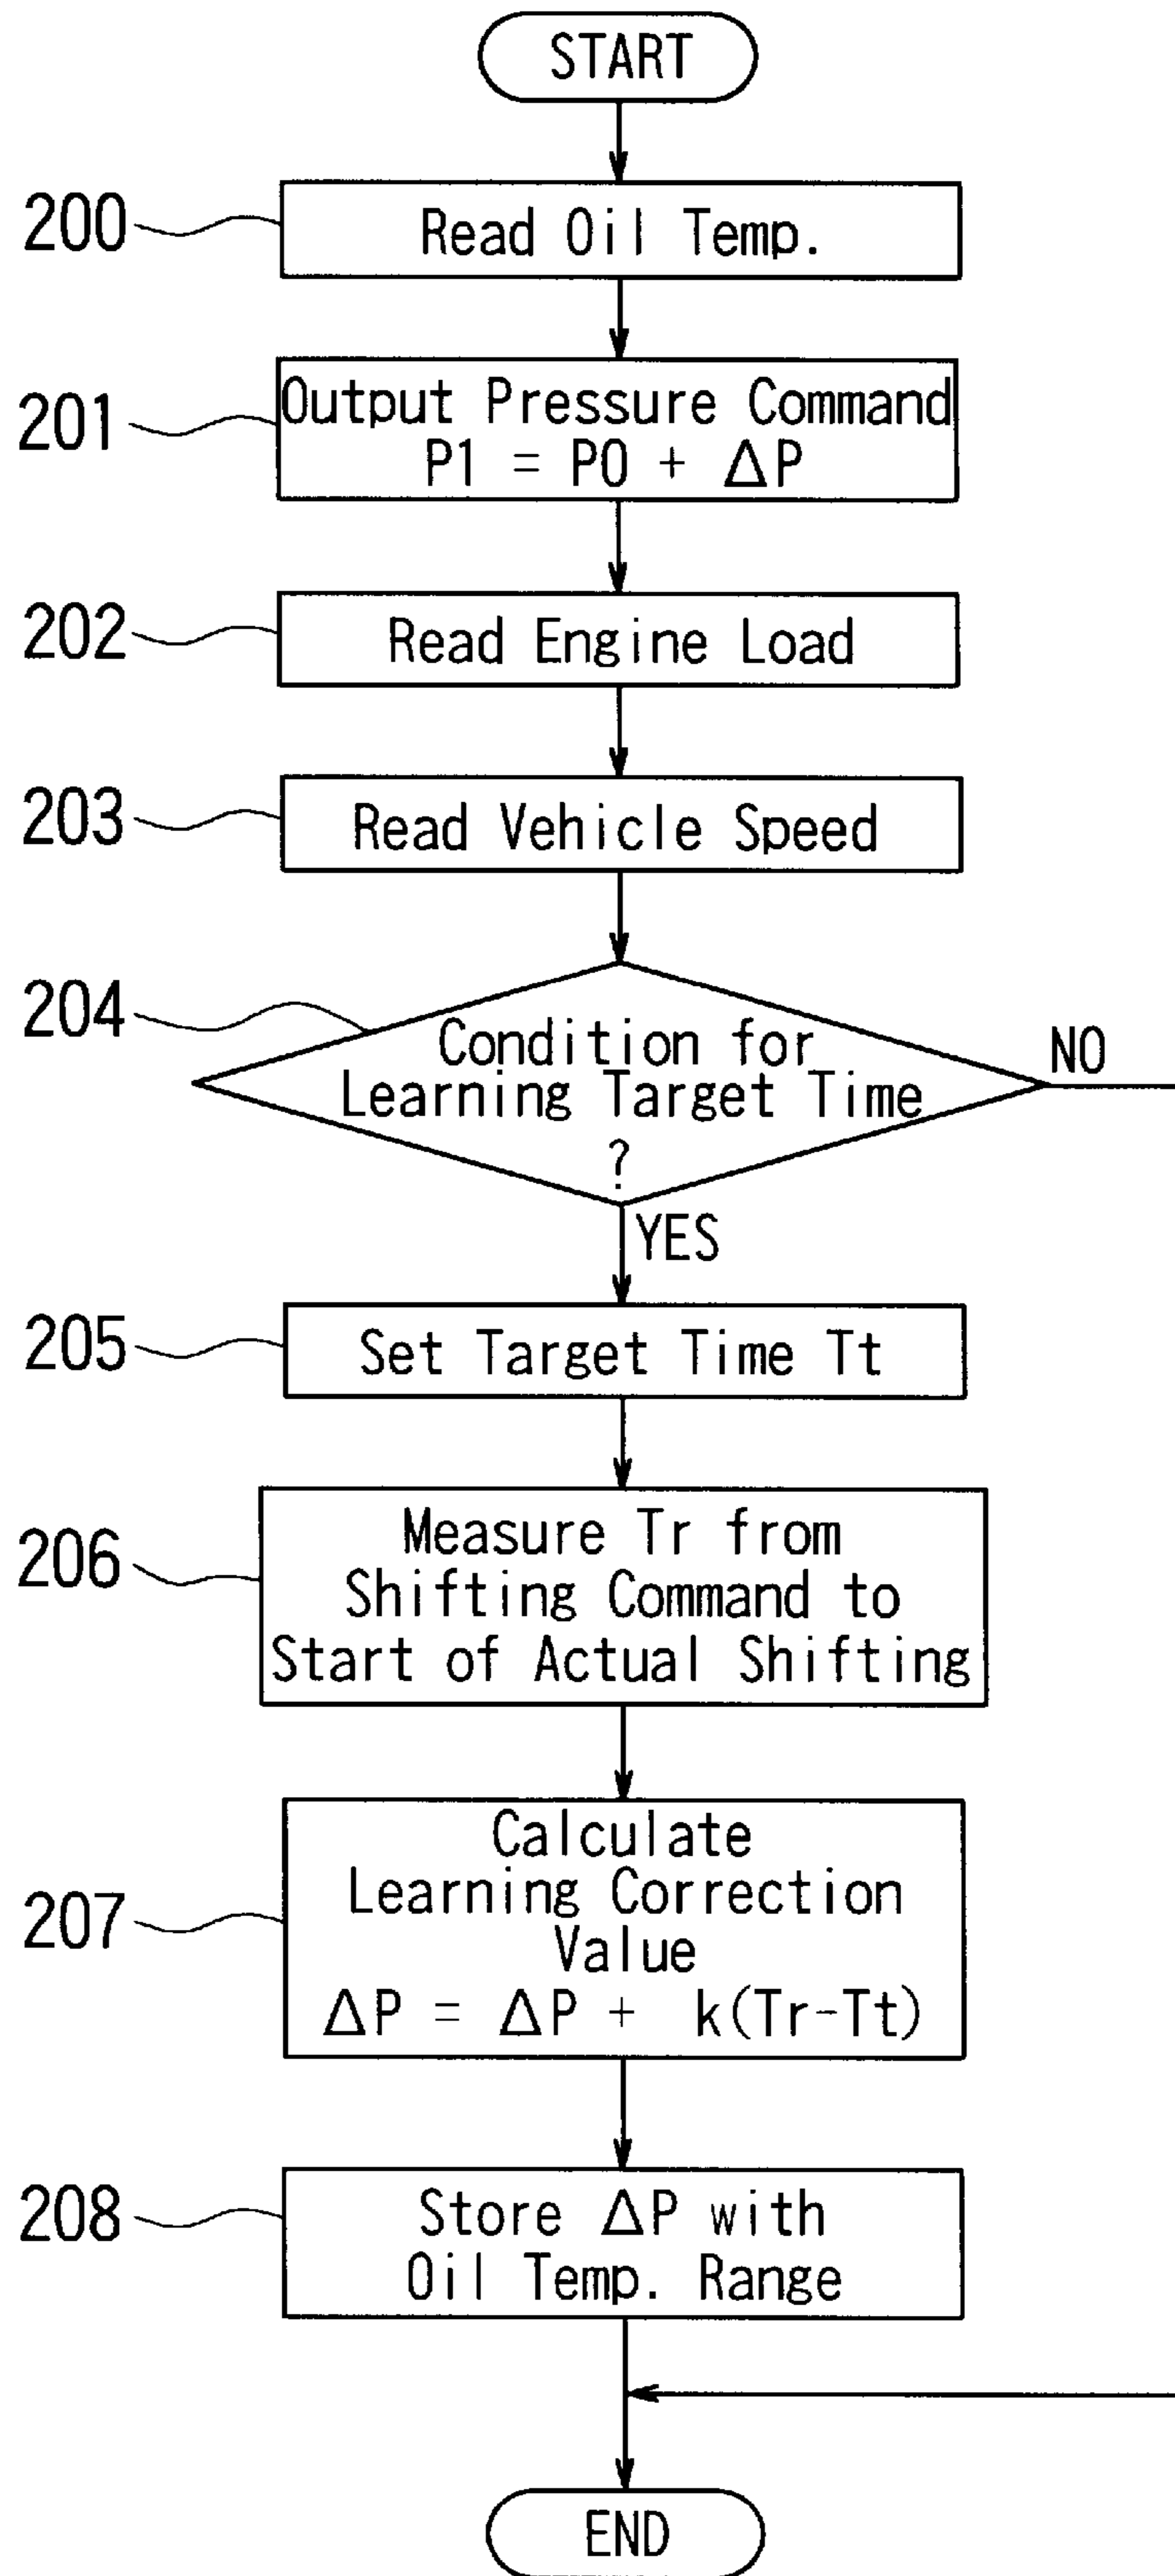 START
200
Read Oil Temp.
201
Output Pressure Command
P1 = P0 + ΔP
202
Read Engine Load
203
Read Vehicle Speed
204
Condition for
Learning Target Time
?
NO
YES
205
Set Target Time Tt
206
Measure Tr from
Shifting Command to
Start of Actual Shifting
207
Calculate
Learning Correction
Value
ΔP = ΔP + k(Tr-Tt)
208
Store ΔP with
Oil Temp. Range
END